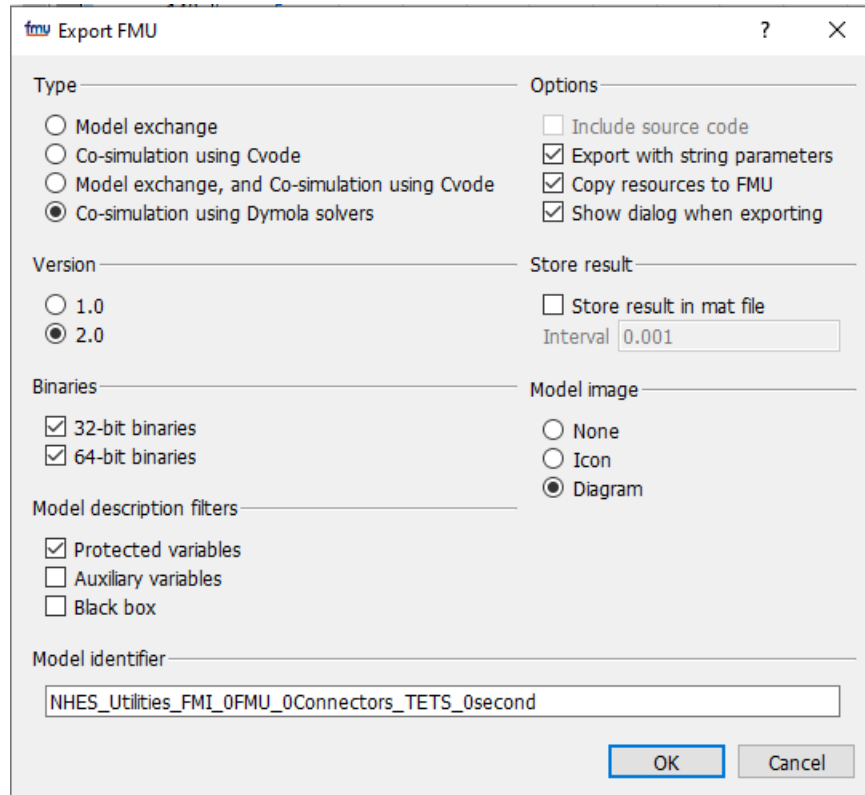 fmu Export FMU ?
Type
Model exchange
Co-simulation using Cvode
Model exchange, and Co-simulation using Cvode
Co-simulation using Dymola solvers
Options
Include source code
Export with string parameters
Copy resources to FMU
Show dialog when exporting
Version
1.0
2.0
Store result
Store result in mat file
Interval 0.001
Binaries
32-bit binaries
64-bit binaries
Model image
None
Icon
Diagram
Model description filters
Protected variables
Auxiliary variables
Black box
Model identifier
NHES_Utilities_FMI_0FMU_0Connectors_TETS_0second
OK Cancel